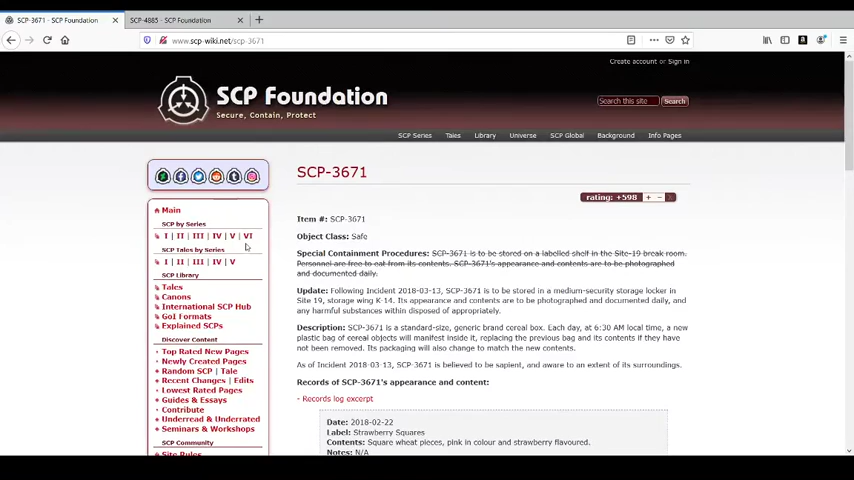 SCP-3671 - SCP Foundation
SCP-4885 - SCP Foundation
www.scp-wiki.net/scp-3671
Create account or Sign in
SCP Foundation
Secure, Contain, Protect
Search this site
Search
SCP Series Tales Library Universe SCP Global Background Info Pages
Main
SCP by Series
I | II | III | IV | V | VI
SCP Tales by Series
I | II | III | IV | V
SCP Library
Tales
Canons
International SCP Hub
GoI Formats
Explained SCPs
Discover Content
Top Rated New Pages
Newly Created Pages
Random SCP | Tale
Recent Changes | Edits
Lowest Rated Pages
Guides & Essays
Contribute
Underread & Underrated
Seminars & Workshops
SCP Community
Site Rules
SCP-3671
rating: +598 + –
Item #: SCP-3671
Object Class: Safe
Special Containment Procedures: SCP-3671 is to be stored on a labelled shelf in the Site-19 break room.
Personnel are free to eat from its contents. SCP-3671's appearance and contents are to be photographed
and documented daily.
Update: Following Incident 2018-03-13, SCP-3671 is to be stored in a medium-security storage locker in
Site 19, storage wing K-14. Its appearance and contents are to be photographed and documented daily, and
any harmful substances within disposed of appropriately.
Description: SCP-3671 is a standard-size, generic brand cereal box. Each day, at 6:30 AM local time, a new
plastic bag of cereal objects will manifest inside it, replacing the previous bag and its contents if they have
not been removed. Its packaging will also change to match the new contents.
As of Incident 2018-03-13, SCP-3671 is believed to be sapient, and aware to an extent of its surroundings.
Records of SCP-3671's appearance and content:
- Records log excerpt
Date: 2018-02-22
Label: Strawberry Squares
Contents: Square wheat pieces, pink in colour and strawberry flavoured.
Notes: N/A